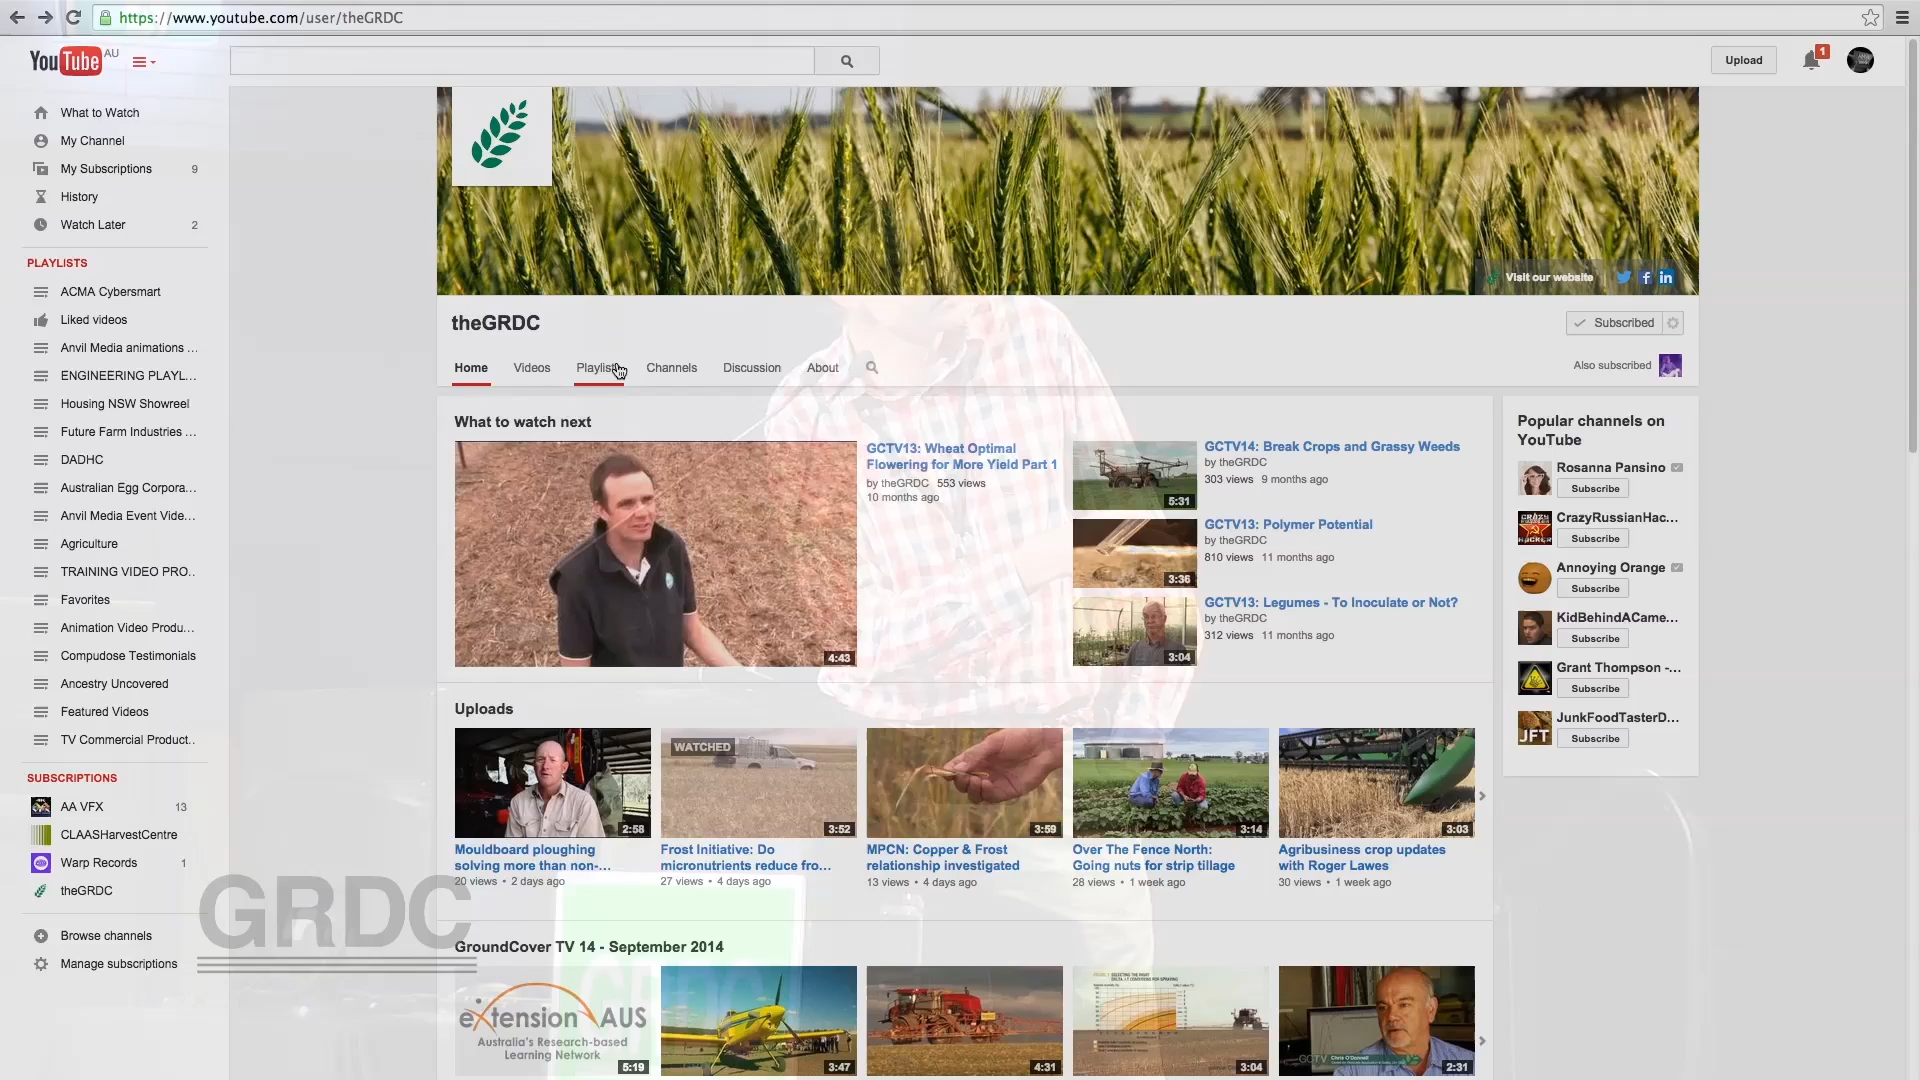 https://www.youtube.com/user/theGRDC
YouTube AU
Upload
1
What to Watch
My Channel
My Subscriptions 9
History
Watch Later 2
PLAYLISTS
ACMA Cybersmart
Liked videos
Anvil Media animations ...
ENGINEERING PLAYL...
Housing NSW Showreel
Future Farm Industries ...
DADHC
Australian Egg Corpora...
Anvil Media Event Vide...
Agriculture
TRAINING VIDEO PRO..
Favorites
Animation Video Produ...
Compudose Testimonials
Ancestry Uncovered
Featured Videos
TV Commercial Product..
SUBSCRIPTIONS
AA VFX 13
CLAASHarvestCentre
Warp Records 1
theGRDC
Browse channels
Manage subscriptions
GRDC
Visit our website
theGRDC
Subscribed
Home Videos Playlists Channels Discussion About
Also subscribed
What to watch next
4:43
GCTV13: Wheat Optimal
Flowering for More Yield Part 1
by theGRDC 553 views
10 months ago
5:31
GCTV14: Break Crops and Grassy Weeds
by theGRDC
303 views 9 months ago
3:36
GCTV13: Polymer Potential
by theGRDC
810 views 11 months ago
3:04
GCTV13: Legumes - To Inoculate or Not?
by theGRDC
312 views 11 months ago
Popular channels on
YouTube
Rosanna Pansino
Subscribe
CrazyRussianHac...
Subscribe
Annoying Orange
Subscribe
KidBehindACame...
Subscribe
Grant Thompson -...
Subscribe
JFT
JunkFoodTasterD...
Subscribe
Uploads
2:58
Mouldboard ploughing
solving more than non-...
20 views • 2 days ago
WATCHED
3:52
Frost Initiative: Do
micronutrients reduce fro...
27 views • 4 days ago
3:59
MPCN: Copper & Frost
relationship investigated
13 views • 4 days ago
3:14
Over The Fence North:
Going nuts for strip tillage
28 views • 1 week ago
3:03
Agribusiness crop updates
with Roger Lawes
30 views • 1 week ago
GroundCover TV 14 - September 2014
eXtension AUS
Australia's Research-based
Learning Network
5:19
3:47
4:31
3:04
Chris O'Donnell
2:31